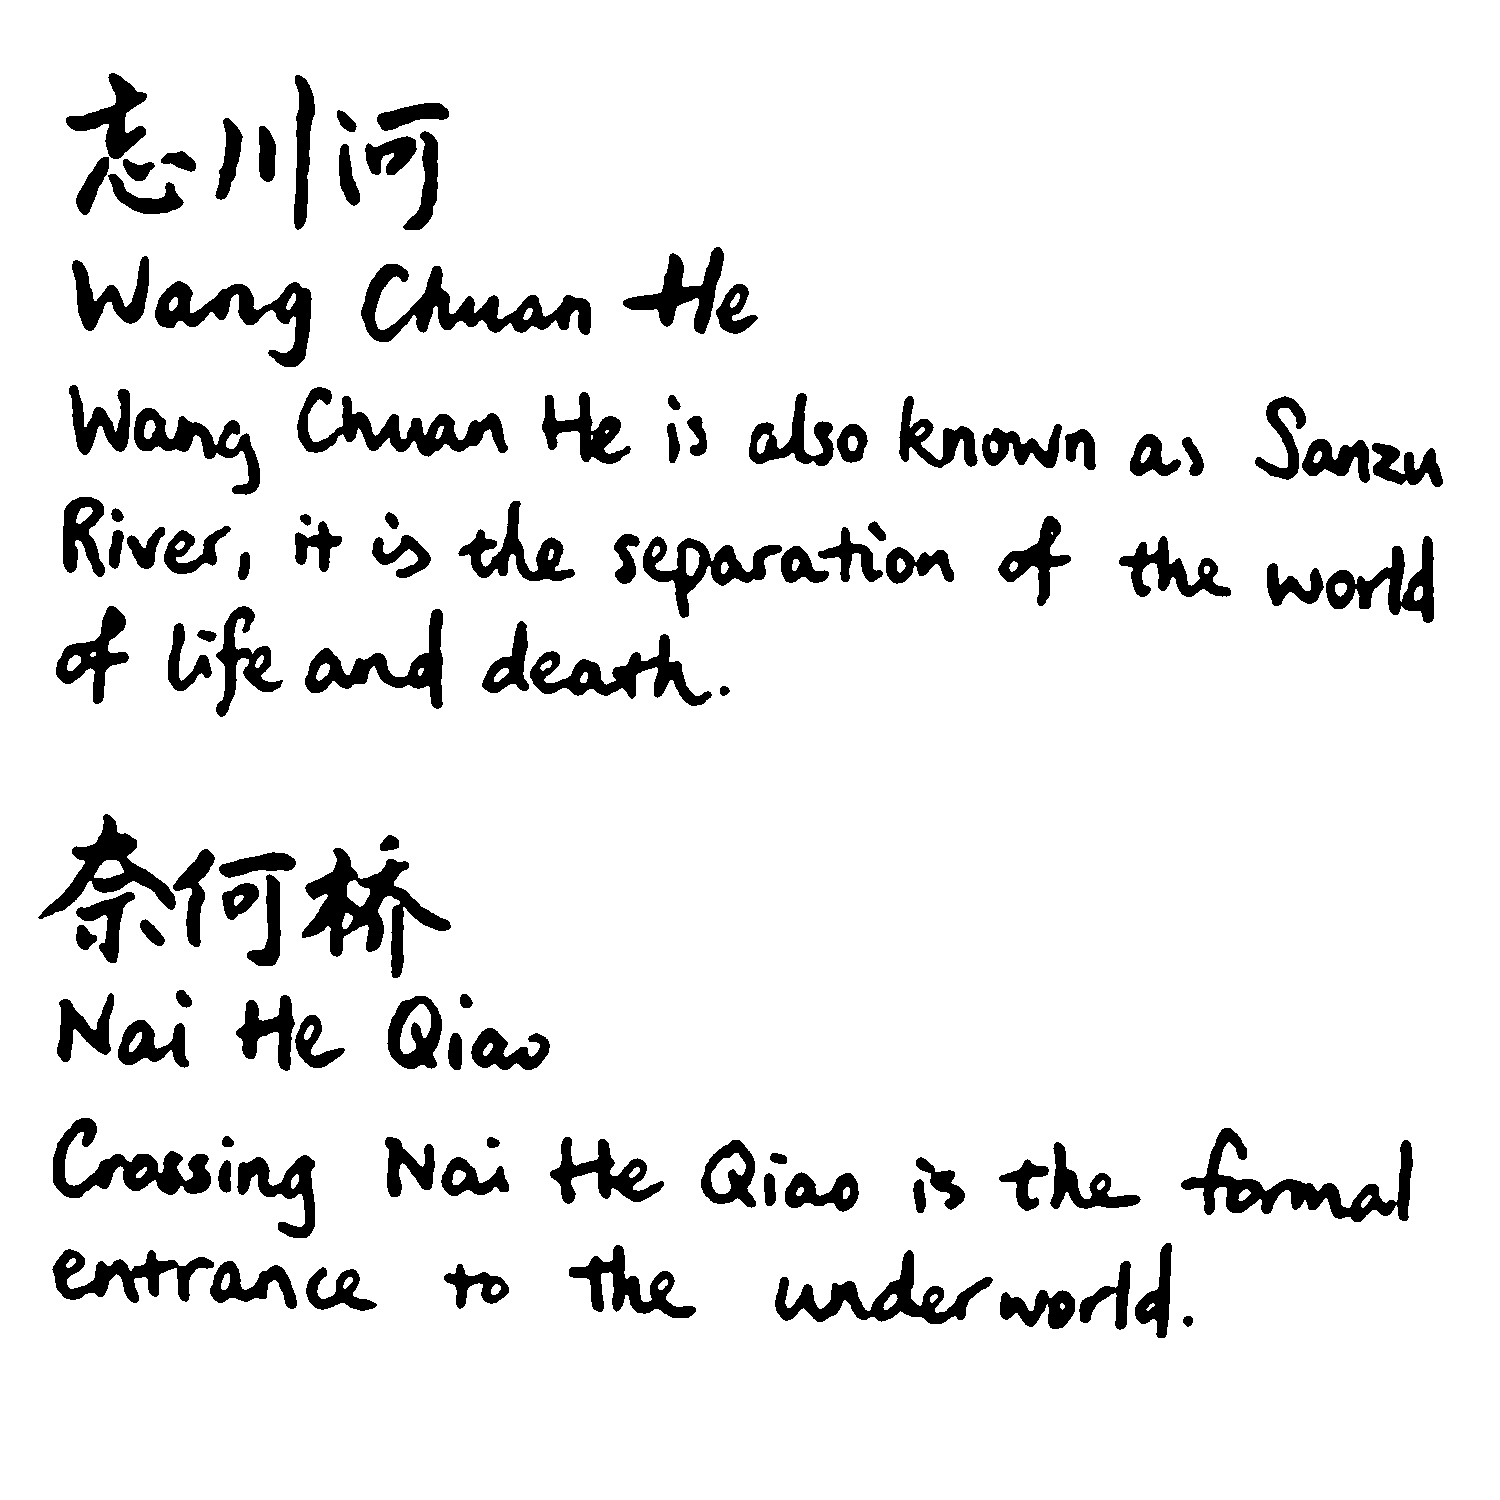 忘川河
Wang Chuan He
Wang Chuan He is also known as Sanzu
River, it is the separation of the world
of life and death.
奈何桥
Nai He Qiao
Crossing Nai He Qiao is the formal
entrance to the underworld.